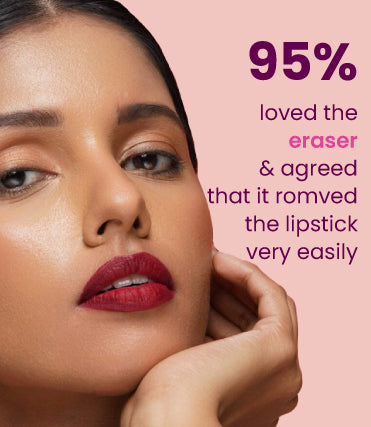 95%
loved the
eraser
& agreed
that it romved
the lipstick
very easily